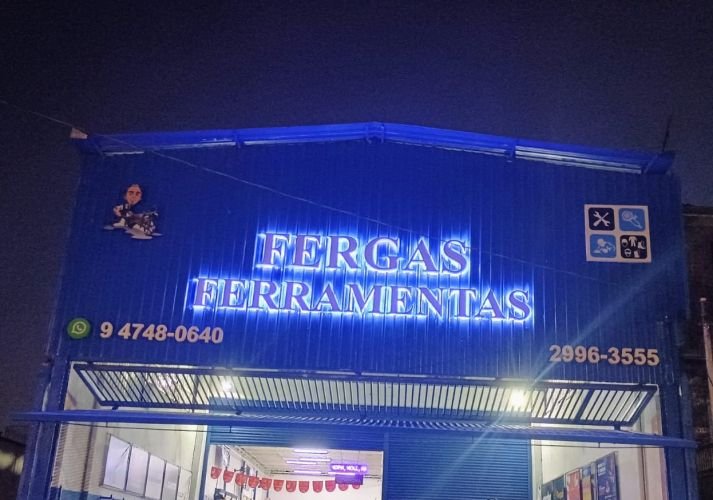 FERGAS
FERRAMENTAS
9 4748-0640
2996-3555